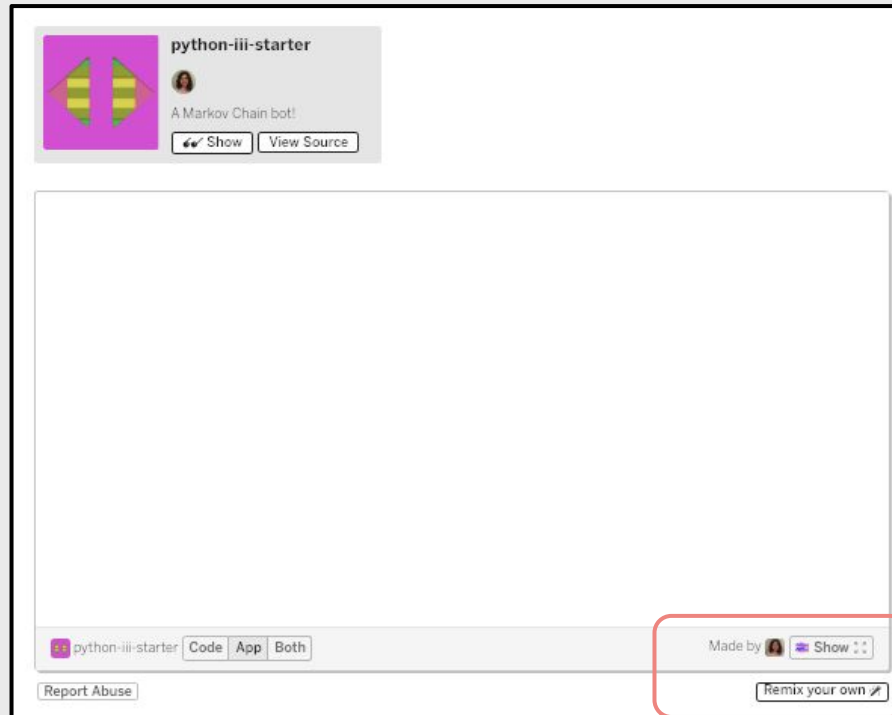 python-iii-starter
A Markov Chain bot!
Show View Source
python-iii-starter Code App Both Made by Show
Report Abuse Remix your own